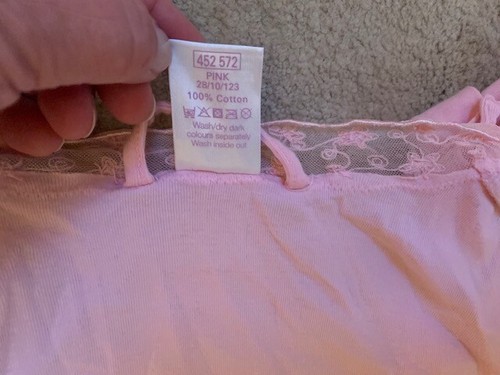 452 572
PINK
28/10/123
100% Cotton
Wash/dry dark
colours separately
Wash inside out